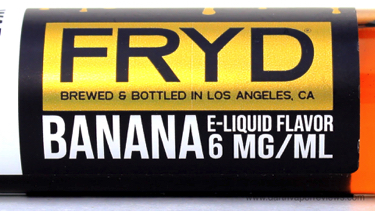 FRYD
BREWED & BOTTLED IN LOS ANGELES, CA
BANANA E-LIQUID FLAVOR
6 MG/ML